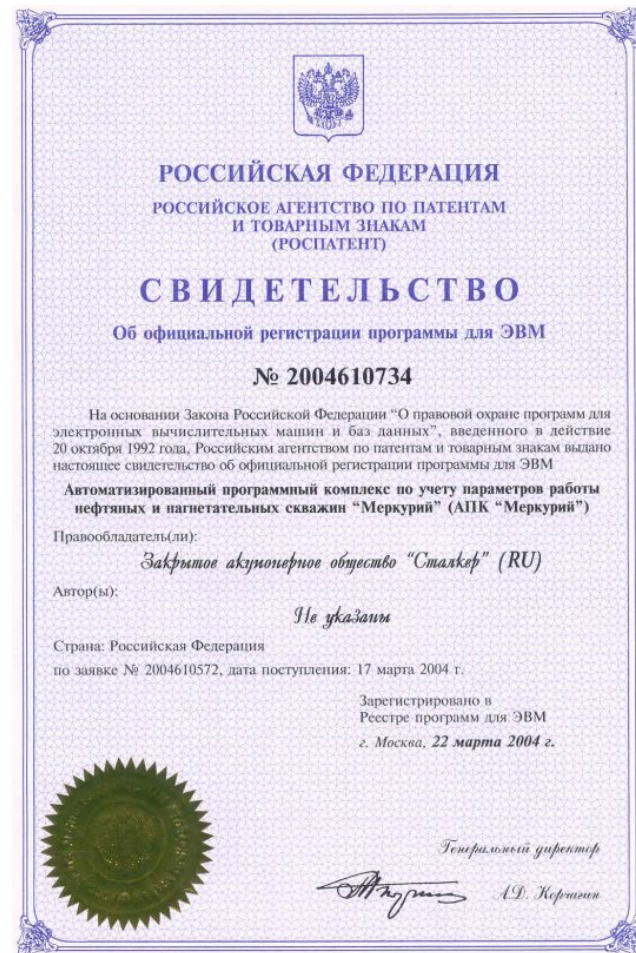 РОССИЙСКАЯ ФЕДЕРАЦИЯ
РОССИЙСКОЕ АГЕНТСТВО ПО ПАТЕНТАМ
И ТОВАРНЫМ ЗНАКАМ
(РОСПАТЕНТ)
СВИДЕТЕЛЬСТВО
Об официальной регистрации программы для ЭВМ
№ 2004610734
На основании Закона Российской Федерации “О правовой охране программ для
электронных вычислительных машин и баз данных”, введенного в действие
20 октября 1992 года, Российским агентством по патентам и товарным знакам выдано
настоящее свидетельство об официальной регистрации программы для ЭВМ
Автоматизированный программный комплекс по учету параметров работы
нефтяных и нагнетательных скважин “Меркурий” (АПК “Меркурий”)
Правообладатель(ли):
Закрытое акционерное общество “Сталкер” (RU)
Автор(ы):
Не указаны
Страна: Российская Федерация
по заявке № 2004610572, дата поступления: 17 марта 2004 г.
Зарегистрировано в
Реестре программ для ЭВМ
г. Москва, 22 марта 2004 г.
Генеральный директор
А.Д. Корчагин